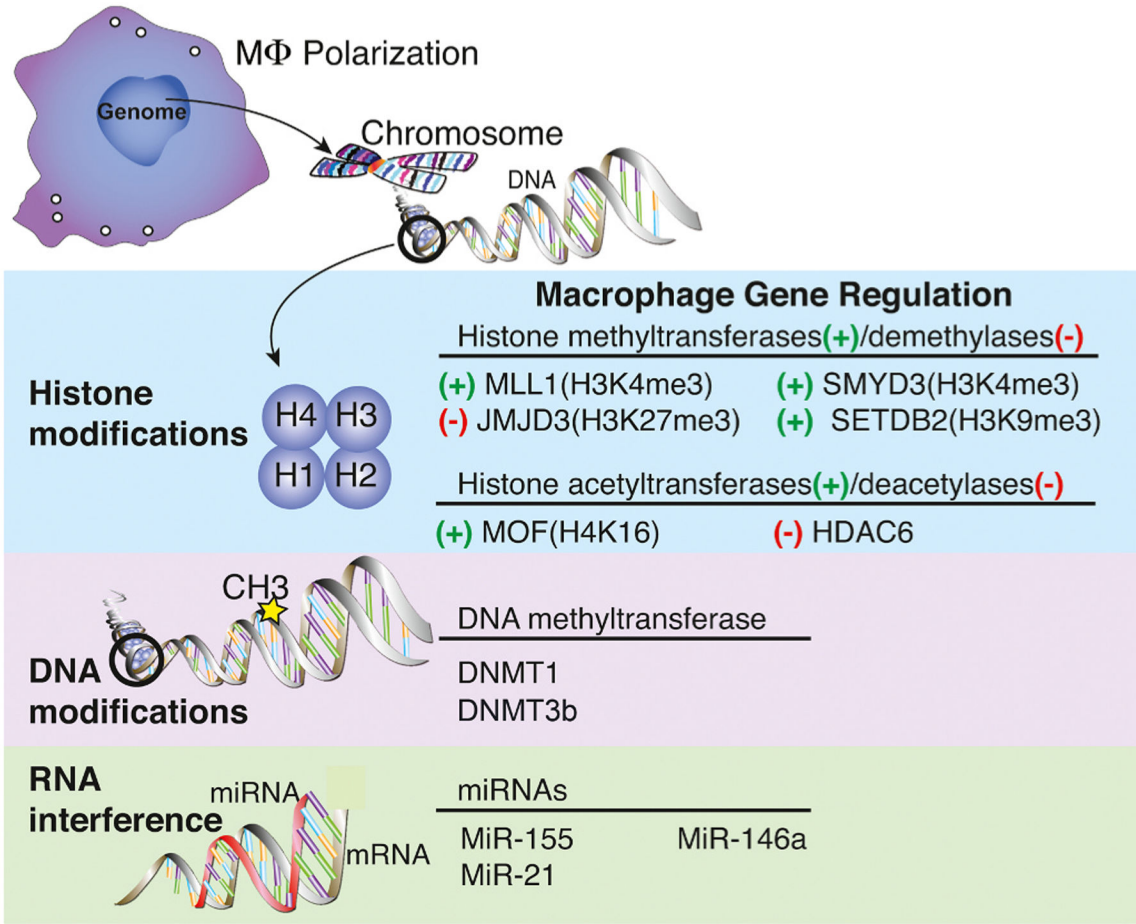 MΦ Polarization
Genome
Chromosome
DNA
Macrophage Gene Regulation
Histone methyltransferases(+)/demethylases(-)
Histone
modifications
H4 H3
H1 H2
(+) MLL1(H3K4me3) (+) SMYD3(H3K4me3)
(-) JMJD3(H3K27me3) (+) SETDB2(H3K9me3)
Histone acetyltransferases(+)/deacetylases(-)
(+) MOF(H4K16) (-) HDAC6
CH3
DNA
modifications
DNA methyltransferase
DNMT1
DNMT3b
RNA
interference
miRNA
mRNA
miRNAs
MiR-155 MiR-146a
MiR-21